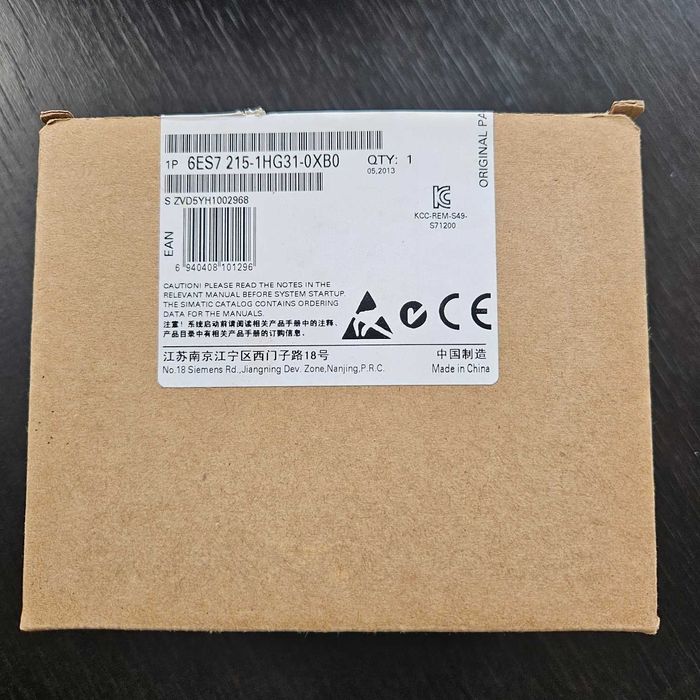 1P 6ES7 215-1HG31-0XB0 QTY: 1
05,2013
S ZVD5YH1002968
KCC-REM-S49-
S71200
ORIGINAL
EAN
6 940408 101296
CAUTION! PLEASE READ THE NOTES IN THE
RELEVANT MANUAL BEFORE SYSTEM STARTUP.
THE SIMATIC CATALOG CONTAINS ORDERING
DATA FOR THE MANUALS.
注意！系统启动前请阅读相关产品手册中的注释，
产品目录中有相关产品手册的订购信息。
CE
江苏南京江宁区西门子路18号 中国制造
No.18 Siemens Rd.,Jiangning Dev. Zone,Nanjing,P.R.C. Made in China